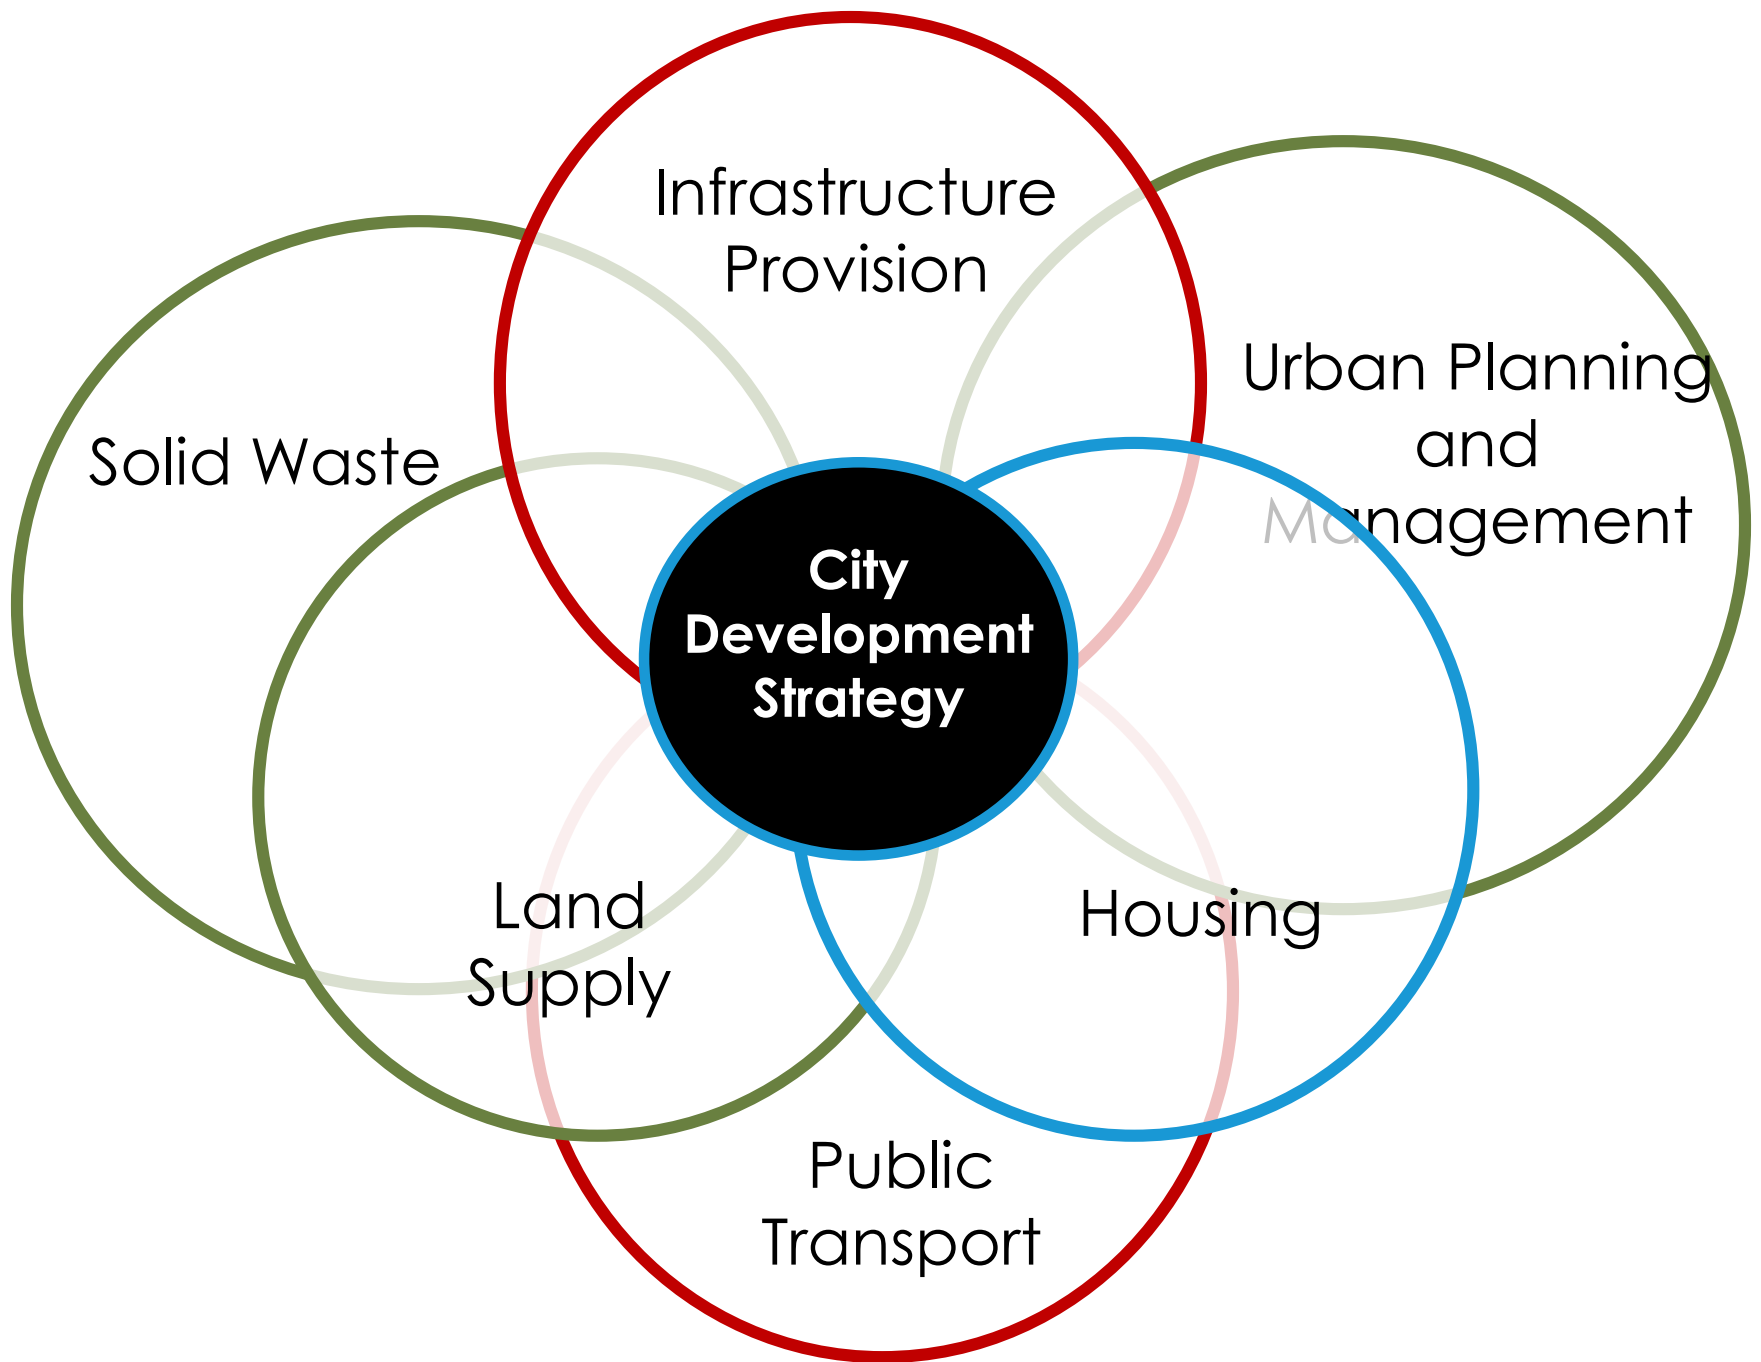 Infrastructure
Provision
Urban Planning
and
Management
Solid Waste
City
Development
Strategy
Land
Supply
Housing
Public
Transport